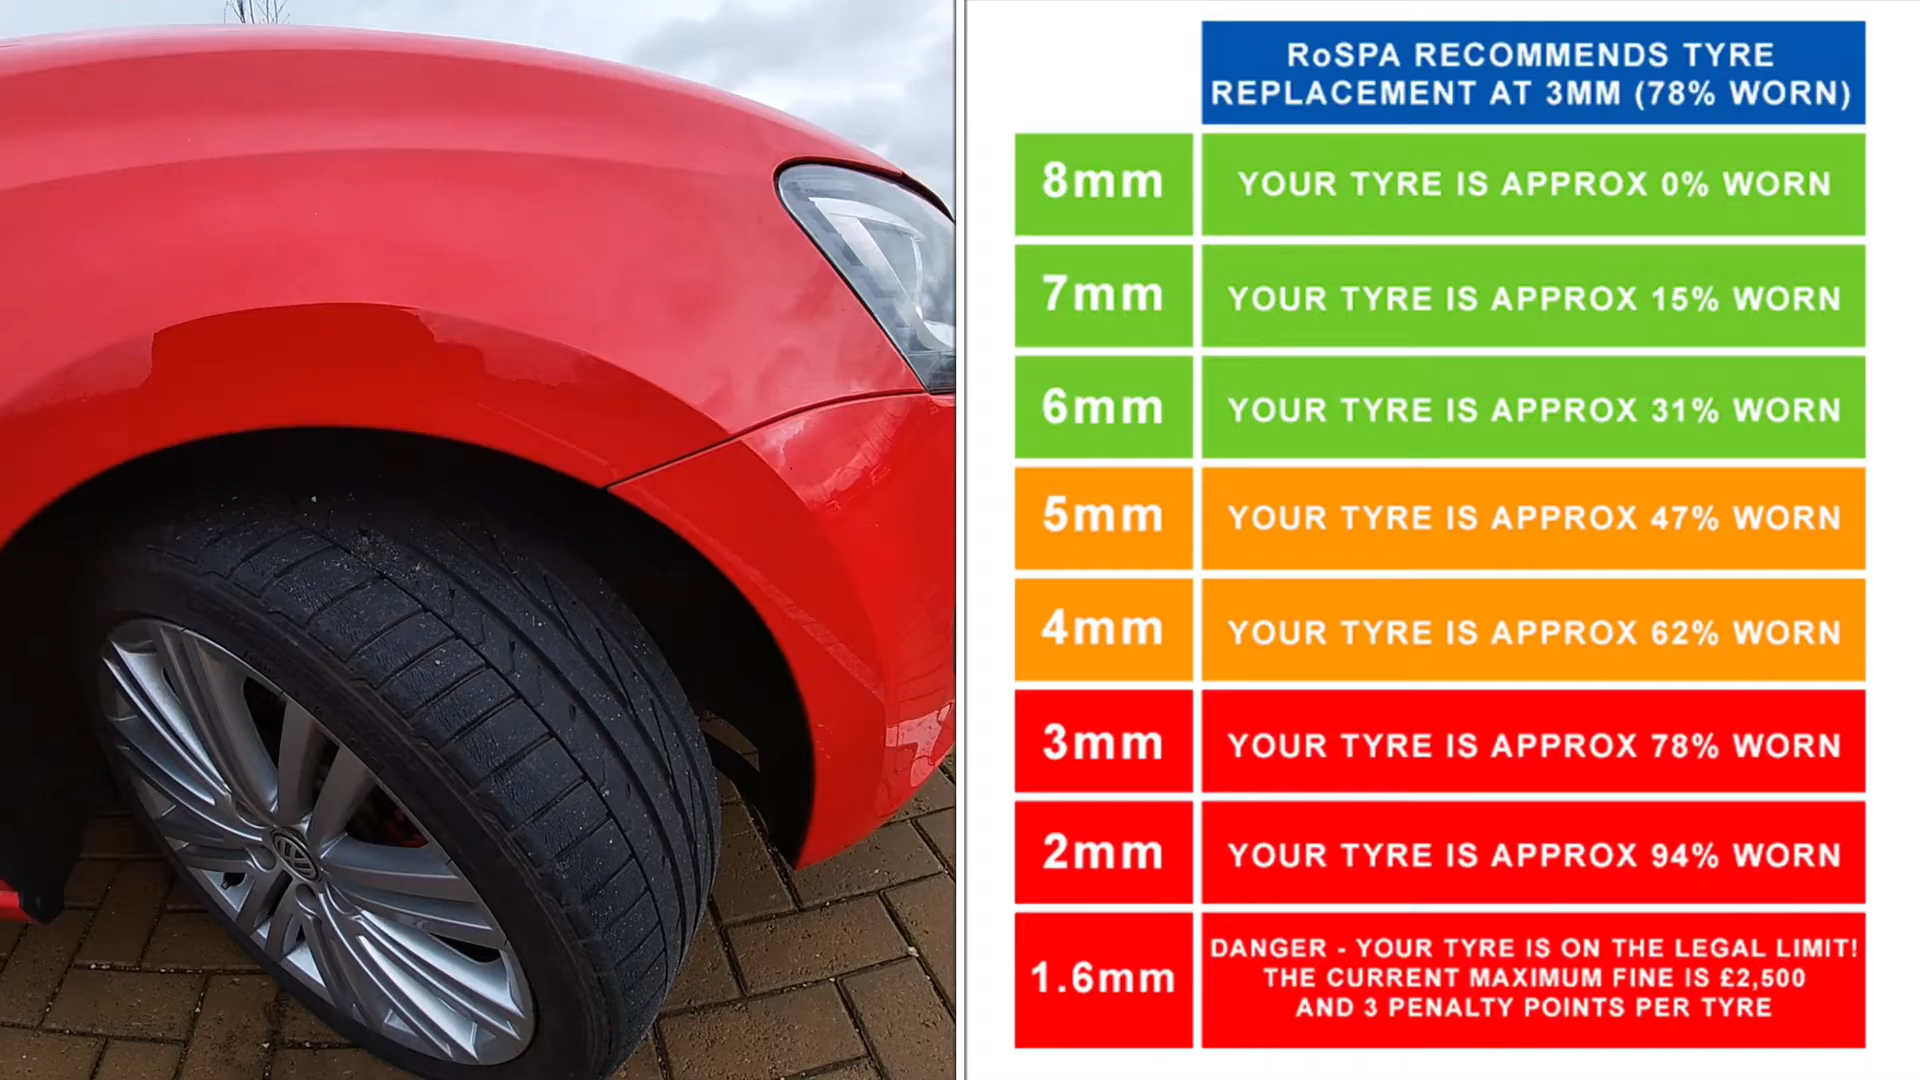 RoSPA RECOMMENDS TYRE
REPLACEMENT AT 3MM (78% WORN)
8mm YOUR TYRE IS APPROX 0% WORN
7mm YOUR TYRE IS APPROX 15% WORN
6mm YOUR TYRE IS APPROX 31% WORN
5mm YOUR TYRE IS APPROX 47% WORN
4mm YOUR TYRE IS APPROX 62% WORN
3mm YOUR TYRE IS APPROX 78% WORN
2mm YOUR TYRE IS APPROX 94% WORN
1.6mm
DANGER - YOUR TYRE IS ON THE LEGAL LIMIT!
THE CURRENT MAXIMUM FINE IS £2,500
AND 3 PENALTY POINTS PER TYRE